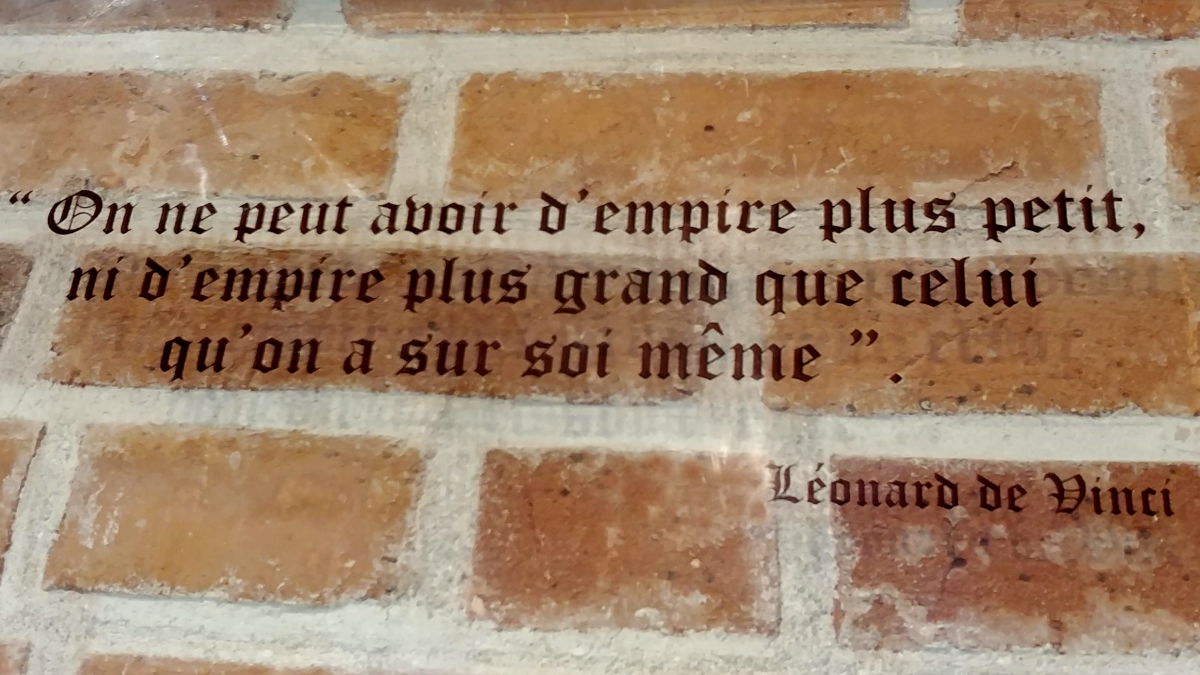 “ On ne peut avoir d'empire plus petit,
ni d'empire plus grand que celui
qu'on a sur soi même ”.
Léonard de Vinci